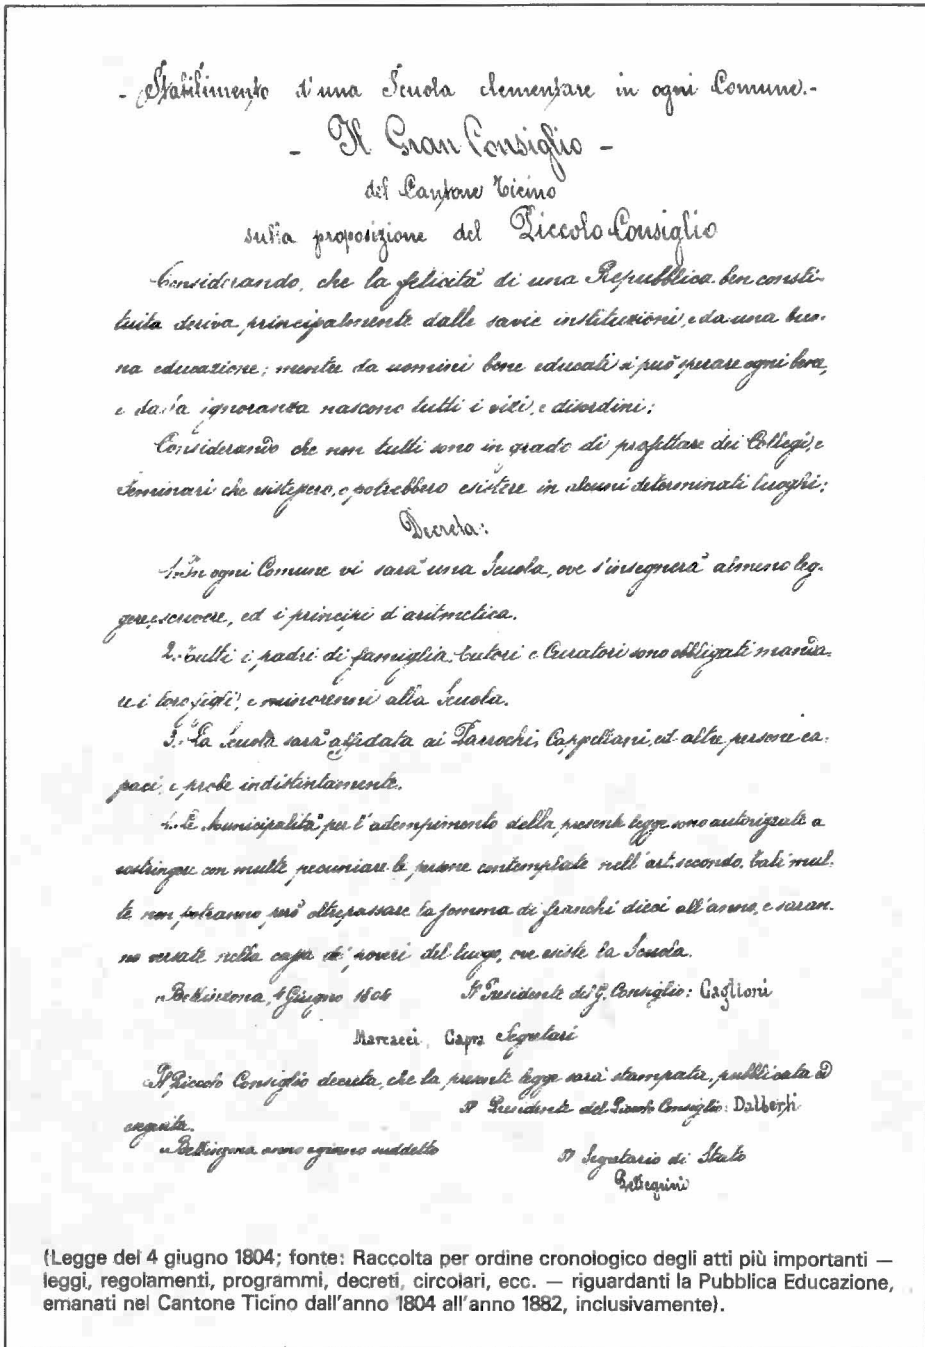 - Stabilimento d'una Scuola elementare in ogni Comune. -
- Il Gran Consiglio -
del Cantone Ticino
sulla proposizione del Piccolo Consiglio
Considerando, che la felicità di una Repubblica ben consti-
tuita deriva principalmente dalle savie instituzioni, e da una buo-
na educazione; mentre da uomini bene educati si può sperare ogni bene,
e dalla ignoranza nascono tutti i vizi, e disordini;
Considerando che non tutti sono in grado di profittare dei Collegi, e
Seminari che esistessero, o potrebbero esistere in alcuni determinati luoghi;
Decreta:
1. In ogni Comune vi sarà una Scuola, ove s'insegnerà almeno leg-
gere, scrivere, ed i principi d'aritmetica.
2. Tutti i padri di famiglia, Tutori e Curatori sono obbligati manda-
re i loro figli, e minorenni alla Scuola.
3. La Scuola sarà affidata ai Parrochi, Cappellani, ed altre persone ca-
paci, e probe indistintamente.
4. Le Municipalità per l'adempimento della presente legge sono autorizzate a
costringere con multe pecuniarie le persone contemplate nell'art. secondo. Tali mul-
te non potranno però oltrepassare la somma di franchi dieci all'anno, e saran-
no versate nella cassa de' poveri del luogo, ove esiste la Scuola.
Bellinzona, 4 Giugno 1804 Il Presidente del G. Consiglio: Caglioni
Marcacci, Capra Segretari
Il Piccolo Consiglio decreta, che la presente legge sarà stampata, pubblicata ed
Il Presidente del Piccolo Consiglio: Dalberti
eseguita.
Bellinzona anno e giorno suddetto Il Segretario di Stato
Pellegrini
(Legge del 4 giugno 1804; fonte: Raccolta per ordine cronologico degli atti più importanti —
leggi, regolamenti, programmi, decreti, circolari, ecc. — riguardanti la Pubblica Educazione,
emanati nel Cantone Ticino dall'anno 1804 all'anno 1882, inclusivamente).